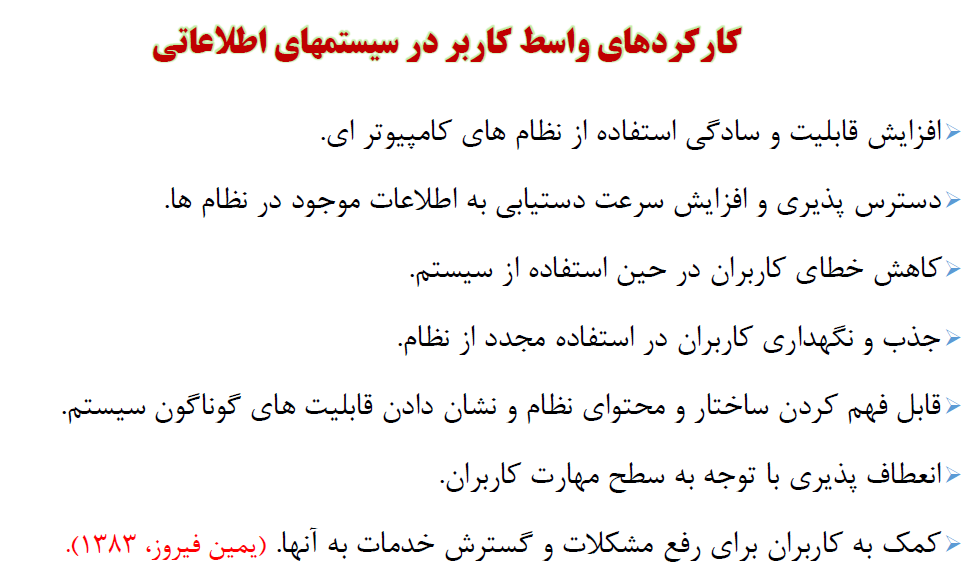 کارکردهای واسط کاربر در سیستمهای اطلاعاتی
افزایش قابلیت و سادگی استفاده از نظام های کامپیوتر ای.
دسترس پذیری و افزایش سرعت دستیابی به اطلاعات موجود در نظام ها.
کاهش خطای کاربران در حین استفاده از سیستم.
جذب و نگهداری کاربران در استفاده مجدد از نظام.
قابل فهم کردن ساختار و محتوای نظام و نشان دادن قابلیت های گوناگون سیستم.
انعطاف پذیری با توجه به سطح مهارت کاربران.
کمک به کاربران برای رفع مشکلات و گسترش خدمات به آنها. (یمین فیروز، ۱۳۸۳).